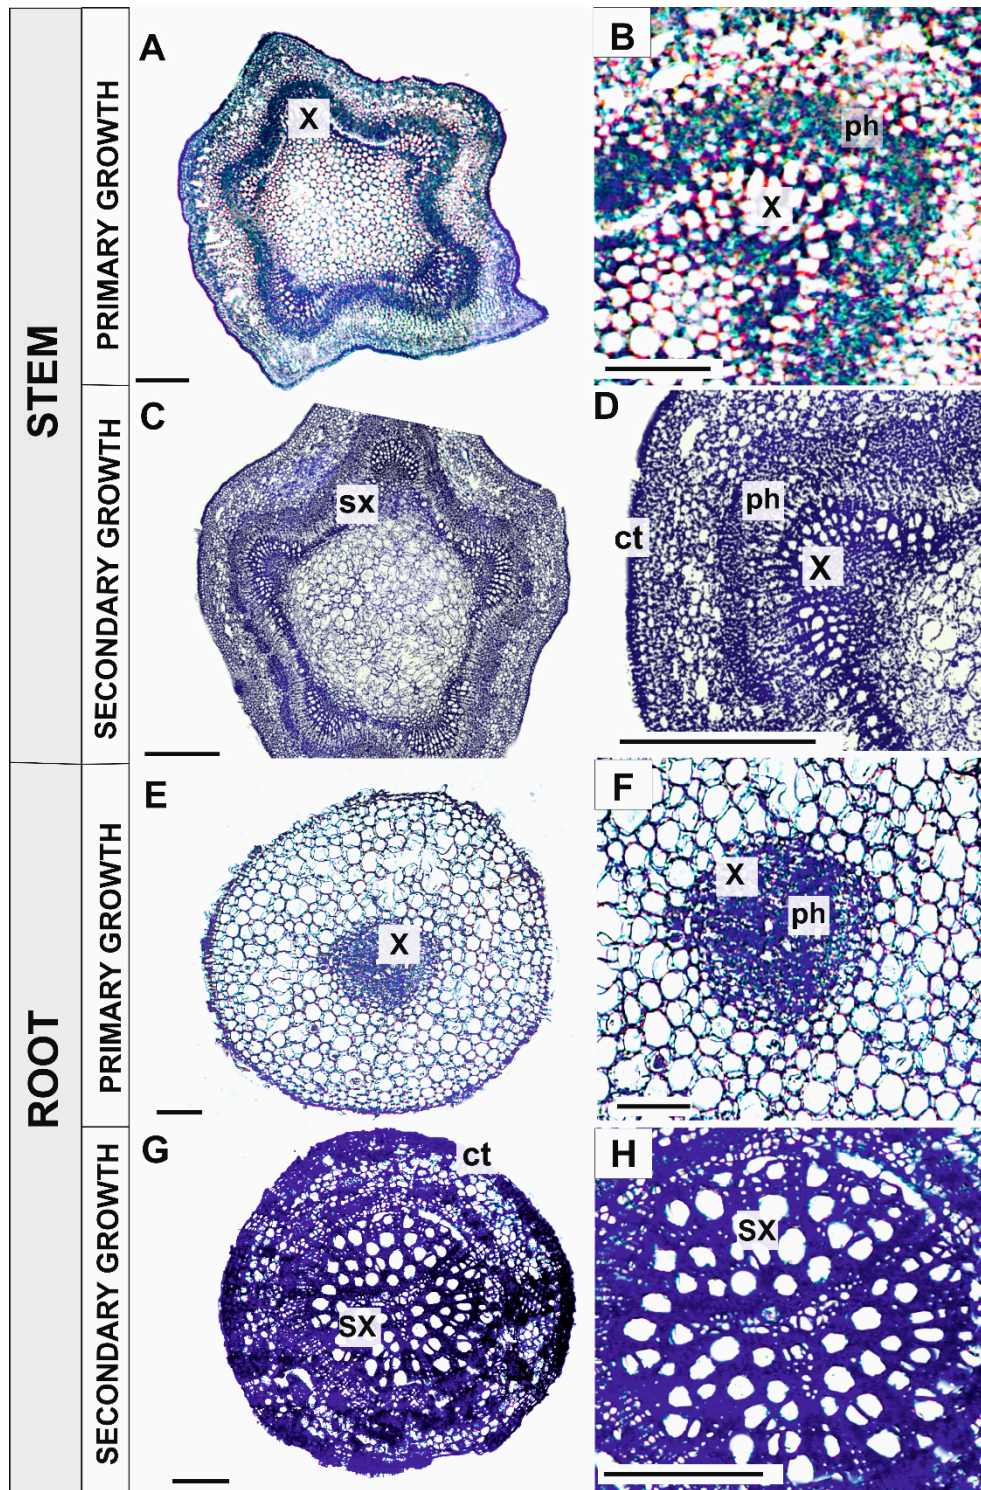 STEM
PRIMARY GROWTH
A
X
B
ph
X
SECONDARY GROWTH
C
sx
D
ph
ct
X
ROOT
PRIMARY GROWTH
E
X
F
X
ph
SECONDARY GROWTH
G
ct
SX
H
SX